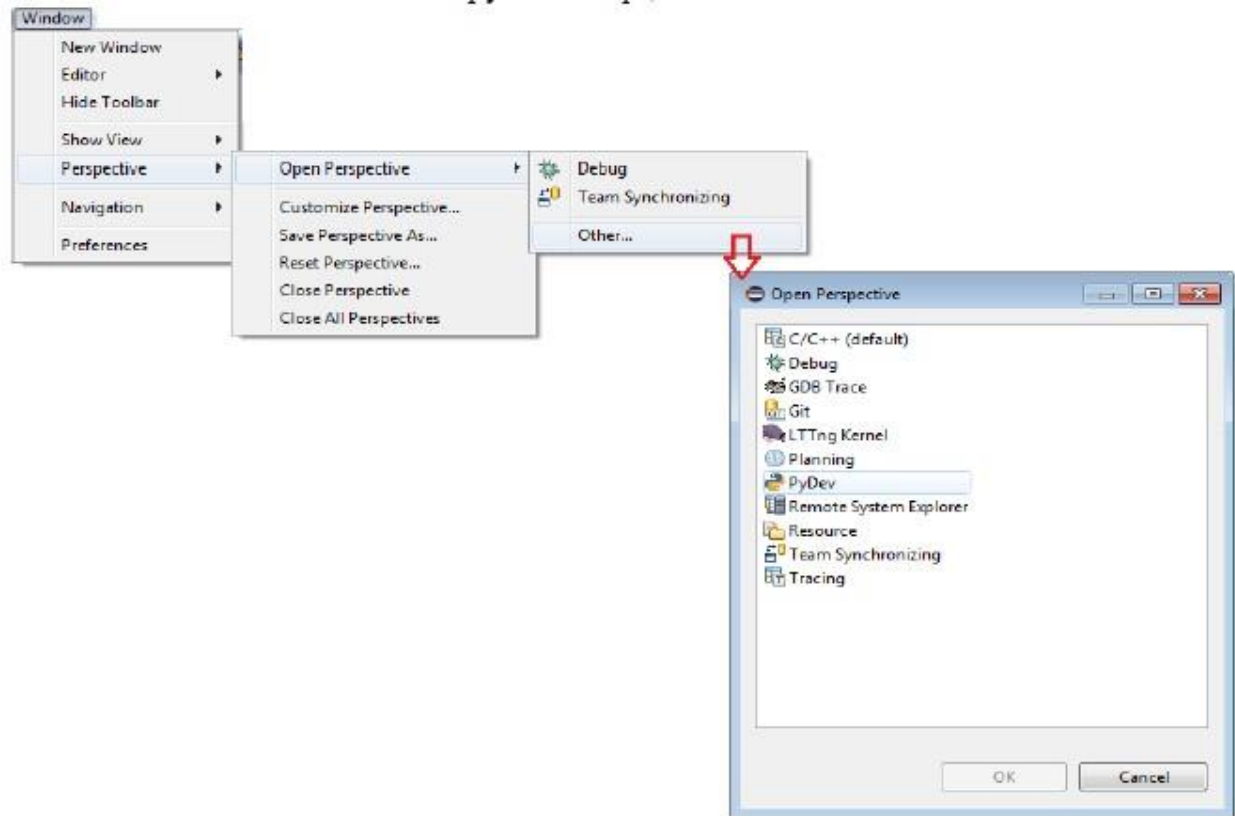 Window
New Window
Editor
Hide Toolbar
Show View
Perspective
Navigation
Preferences
Open Perspective
Customize Perspective...
Save Perspective As...
Reset Perspective...
Close Perspective
Close All Perspectives
Debug
Team Synchronizing
Other...
Open Perspective
C/C++ (default)
Debug
GDB Trace
Git
LTTng Kernel
Planning
PyDev
Remote System Explorer
Resource
Team Synchronizing
Tracing
OK Cancel